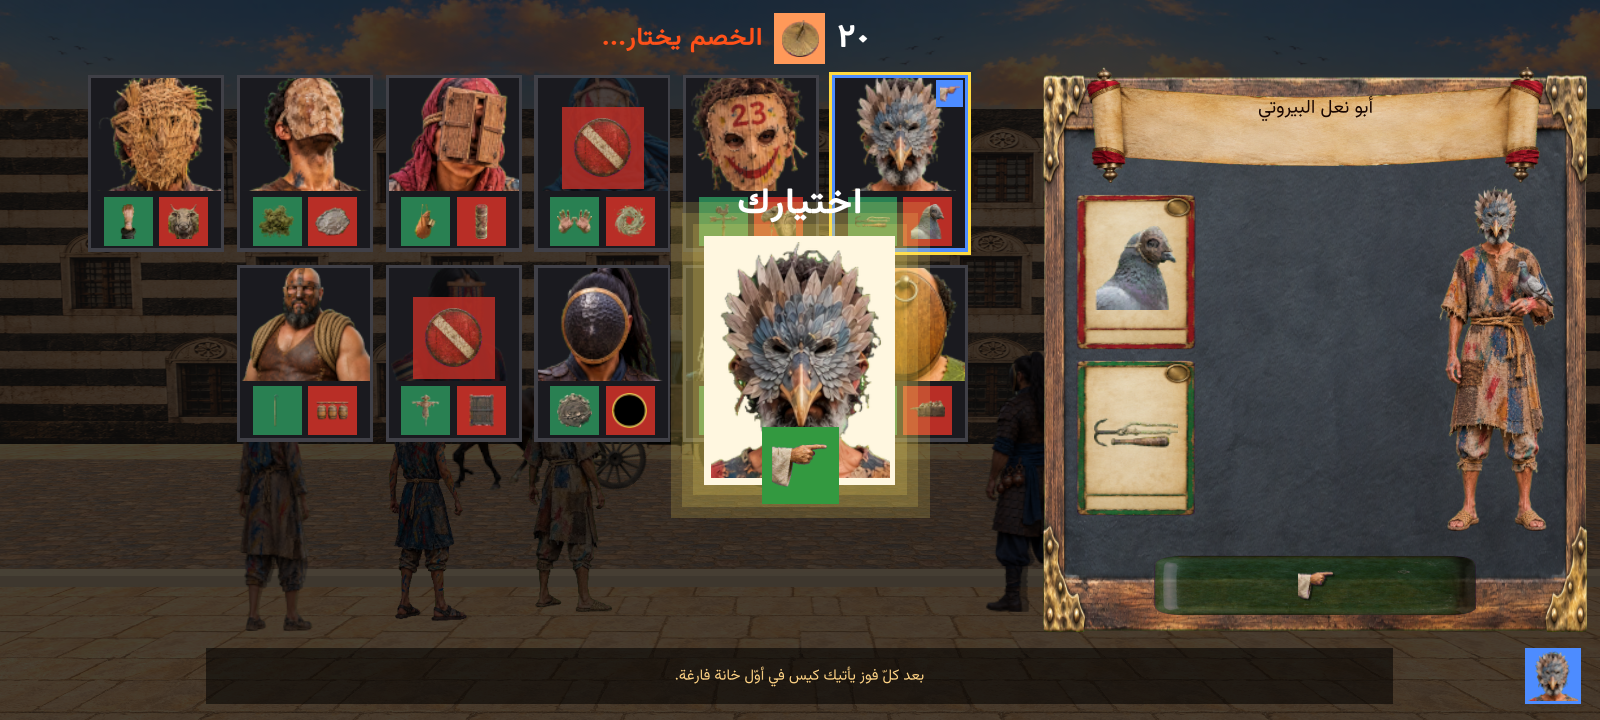 الخصم يختار...
٢٠
23
أبو نعل البيروتي
اختيارك
بعد كلّ فوز يأتيك كيس في أوّل خانة فارغة.